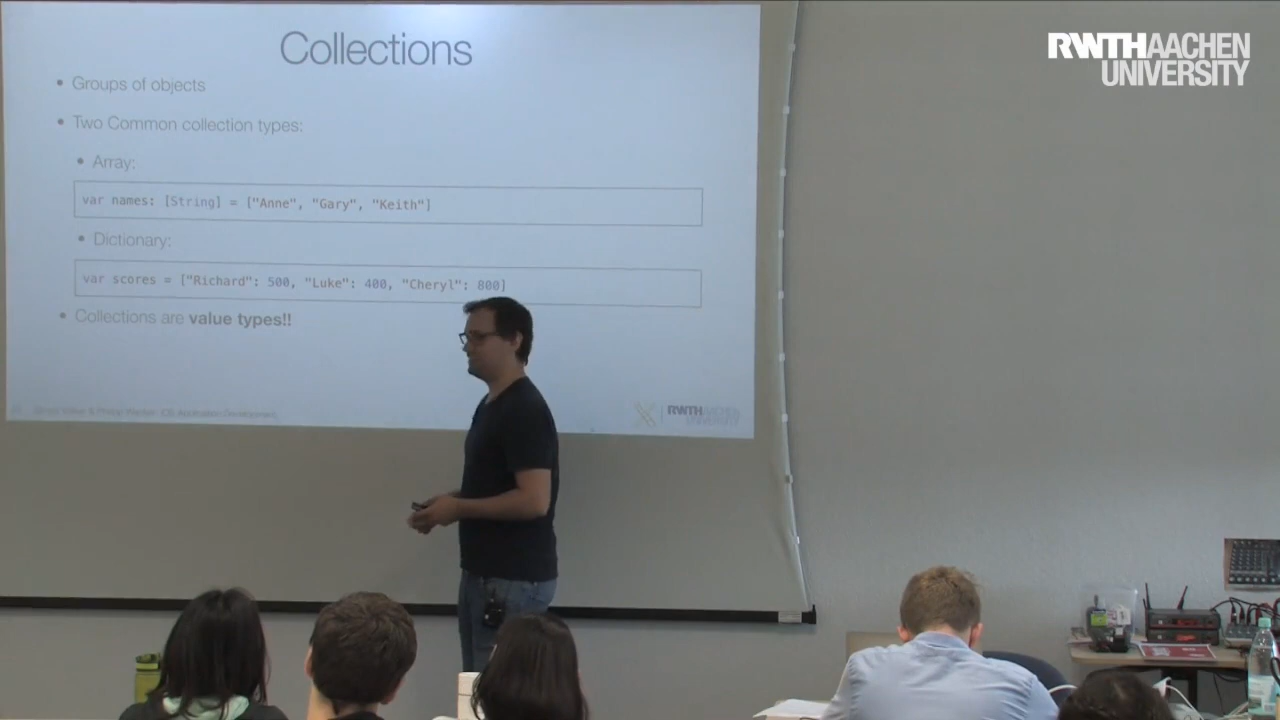 Collections
• Groups of objects
• Two Common collection types:
• Array:
var names: [String] = ["Anne", "Gary", "Keith"]
• Dictionary:
var scores = ["Richard": 500, "Luke": 400, "Cheryl": 800]
• Collections are value types!!
RWTHAACHEN
UNIVERSITY
RWTHAACHEN
UNIVERSITY